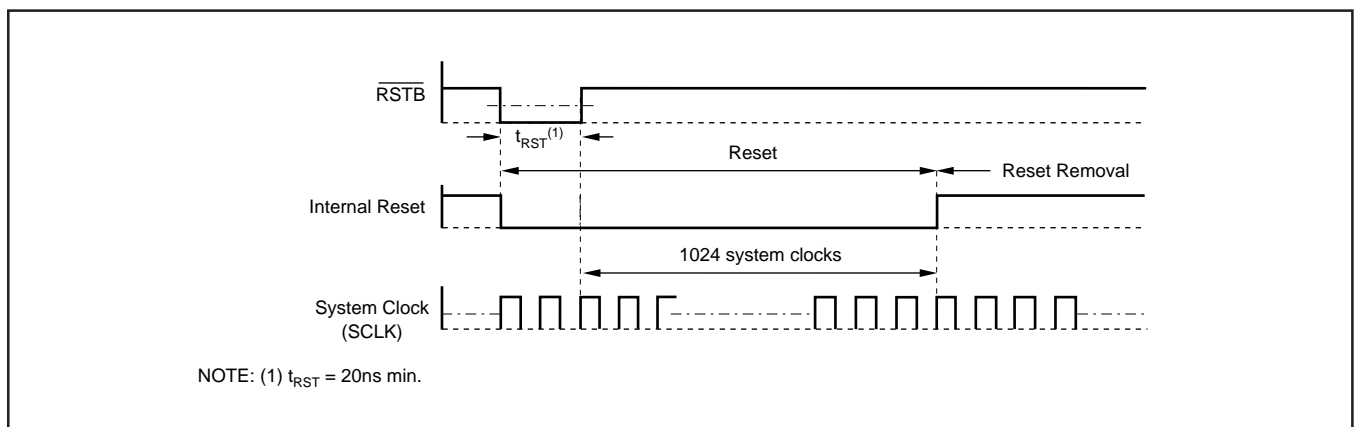 RSTB
tRST(1)
Reset
Reset Removal
Internal Reset
1024 system clocks
System Clock
(SCLK)
NOTE: (1) tRST = 20ns min.